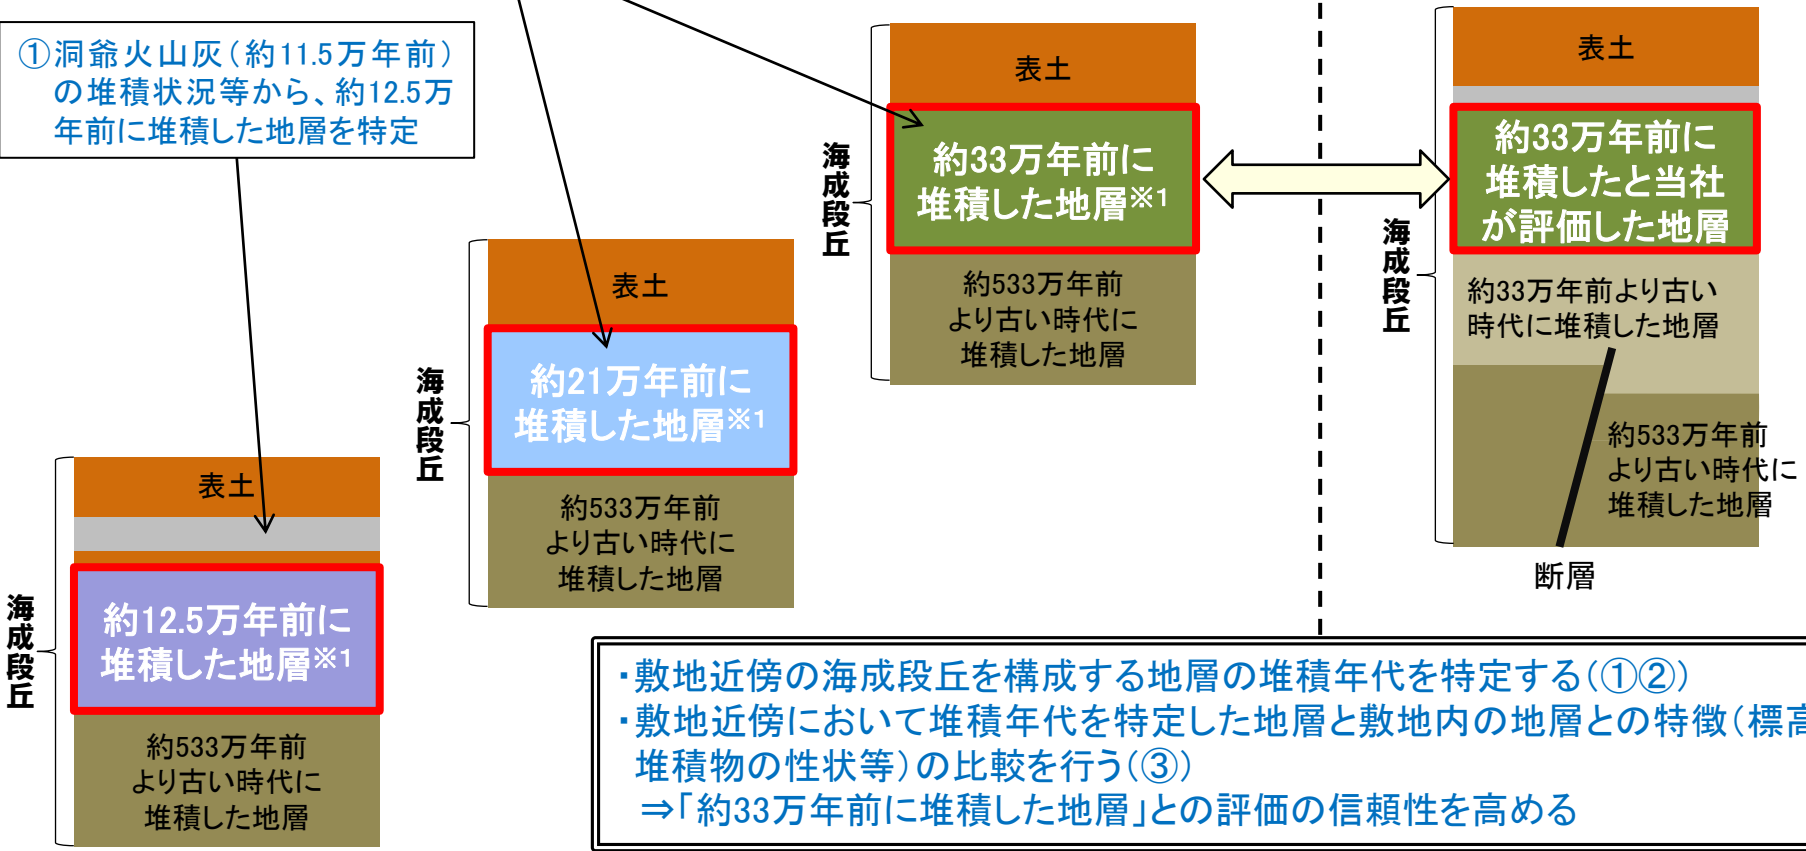 ①洞爺火山灰（約11.5万年前）
の堆積状況等から、約12.5万
年前に堆積した地層を特定
海成段丘
表土
約12.5万年前に
堆積した地層※1
約533万年前
より古い時代に
堆積した地層
海成段丘
表土
約21万年前に
堆積した地層※1
約533万年前
より古い時代に
堆積した地層
海成段丘
表土
約33万年前に
堆積した地層※1
約533万年前
より古い時代に
堆積した地層
海成段丘
表土
約33万年前に
堆積したと当社
が評価した地層
約33万年前より古い
時代に堆積した地層
約533万年前
より古い時代に
堆積した地層
断層
・敷地近傍の海成段丘を構成する地層の堆積年代を特定する（①②）
・敷地近傍において堆積年代を特定した地層と敷地内の地層との特徴（標高
堆積物の性状等）の比較を行う（③）
⇒「約33万年前に堆積した地層」との評価の信頼性を高める